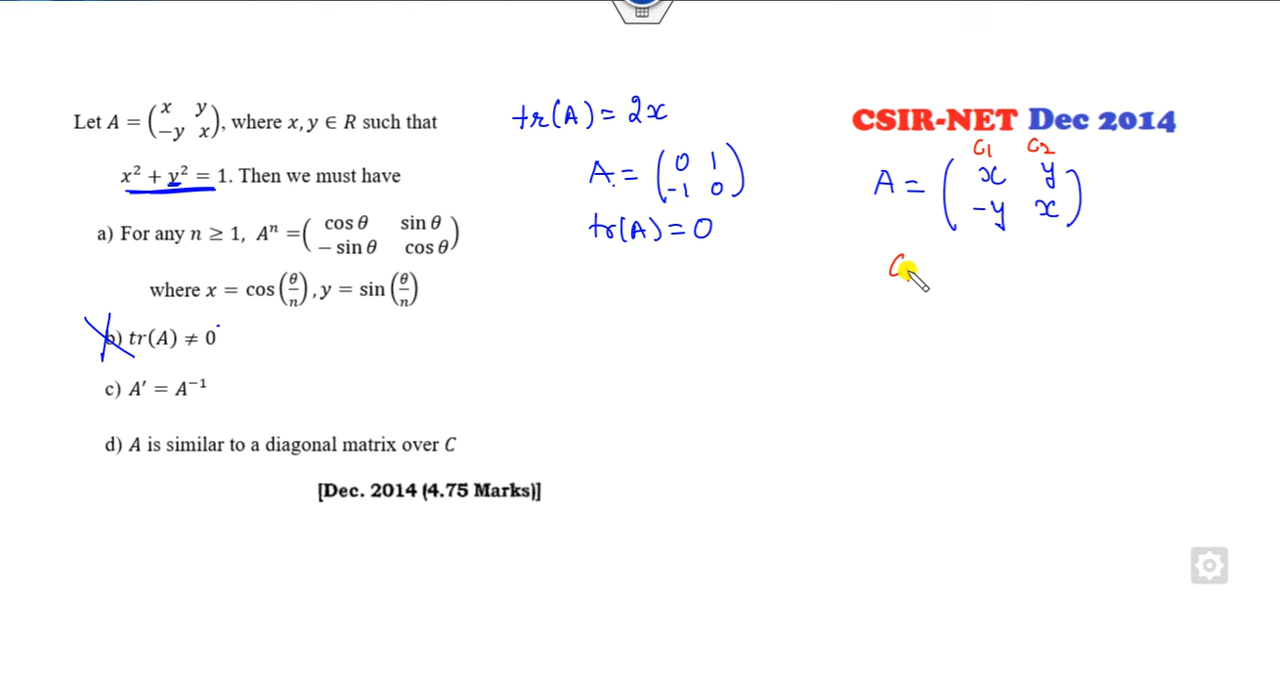 Let A = ( x y
-y x ), where x, y ∈ R such that
x² + y² = 1. Then we must have
a) For any n ≥ 1, Aⁿ = ( cos θ sin θ
− sin θ cos θ )
where x = cos (θ/n), y = sin (θ/n)
b) tr(A) ≠ 0
c) A′ = A⁻¹
d) A is similar to a diagonal matrix over C
[Dec. 2014 (4.75 Marks)]
tr(A) = 2x
A = ( 0 1
-1 0 )
tr(A) = 0
CSIR-NET Dec 2014
C1 C2
A = ( x y
-y x )
C